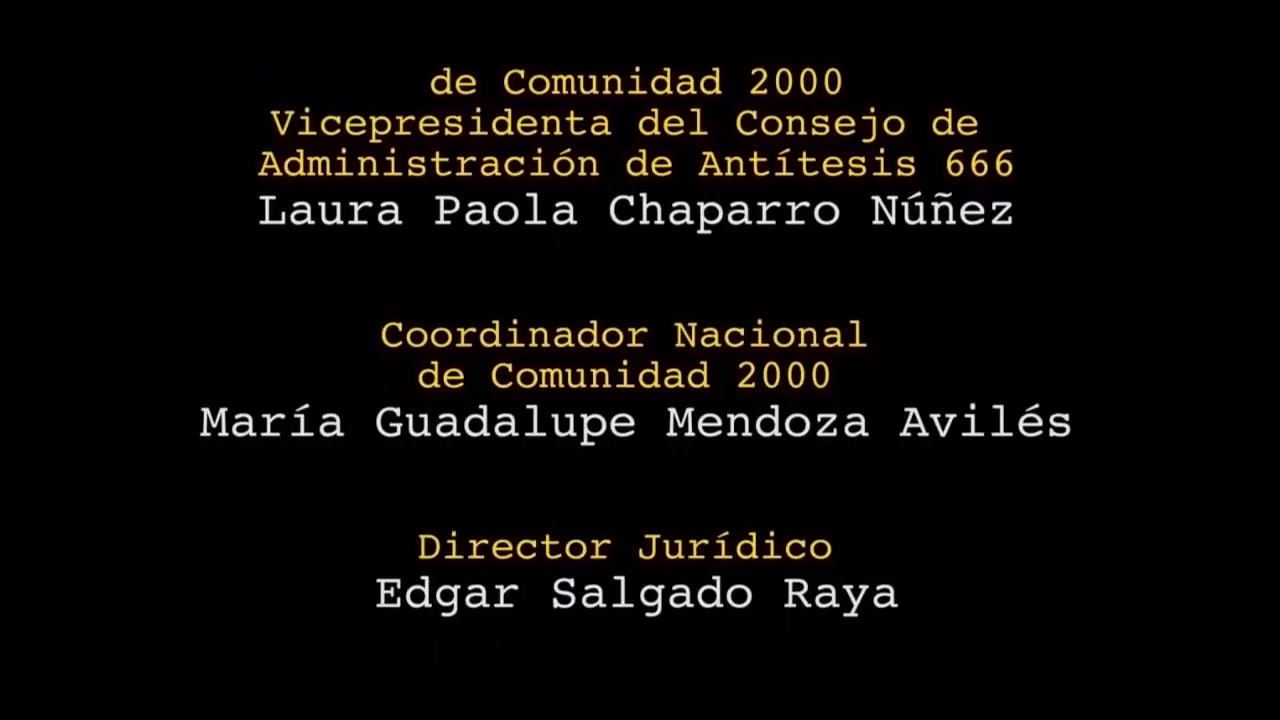 de Comunidad 2000
Vicepresidenta del Consejo de
Administración de Antítesis 666
Laura Paola Chaparro Núñez
Coordinador Nacional
de Comunidad 2000
María Guadalupe Mendoza Avilés
Director Jurídico
Edgar Salgado Raya